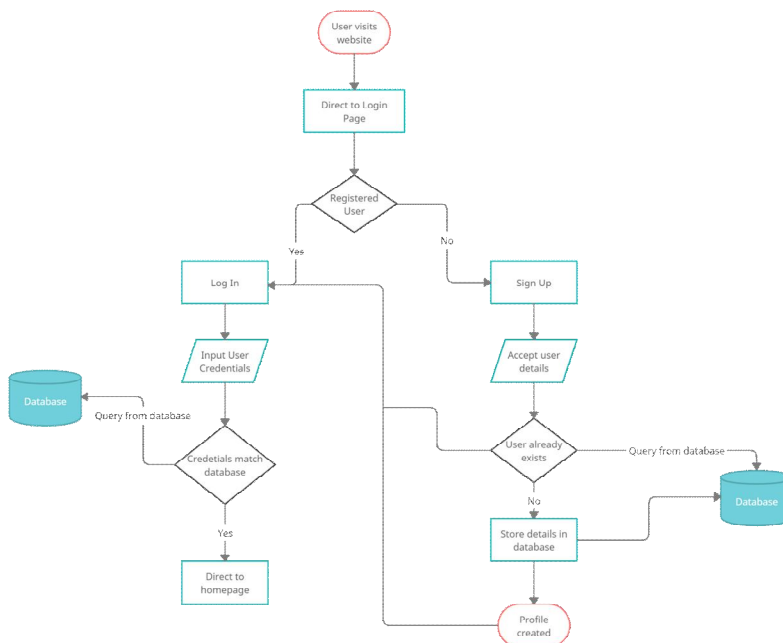 User visits
website
Direct to Login
Page
Registered
User
Yes
No
Log In
Sign Up
Input User
Credentials
Accept user
details
Database
Query from database
Credetials match
database
User already
exists
Query from database
Database
No
Yes
Store details in
database
Direct to
homepage
Profile
created